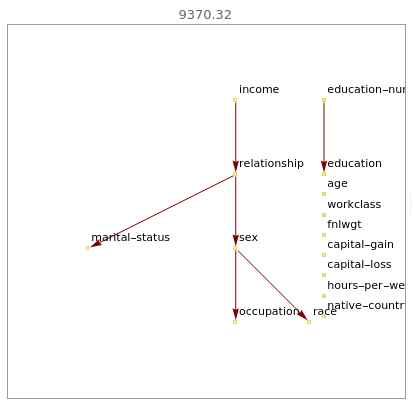 9370.32
income
education-nur
relationship
education
age
workclass
marital-status
sex
fnlwgt
capital-gain
capital-loss
hours-per-we
occupation
race
native-countr